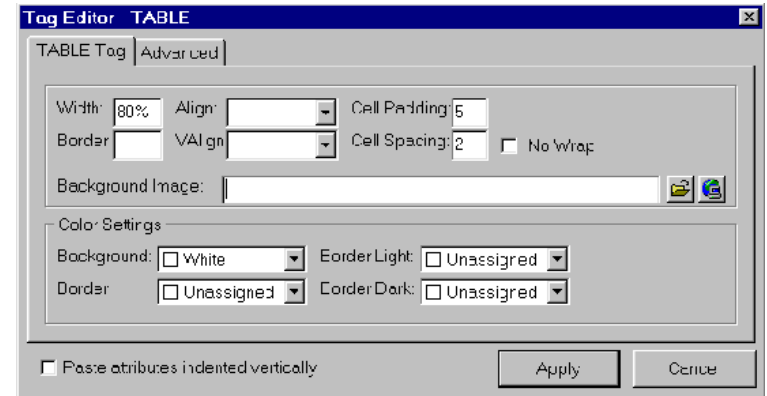 Tag Editor TABLE
TABLE Tag Advanced
Width: 80% Align: Cell Padding: 5
Border VAlign Cell Spacing: 2 No Wrap
Background Image:
Color Settings
Background: White Border Light: Unassigned
Border Unassigned Border Dark: Unassigned
Paste attributes indented vertically Apply Cancel